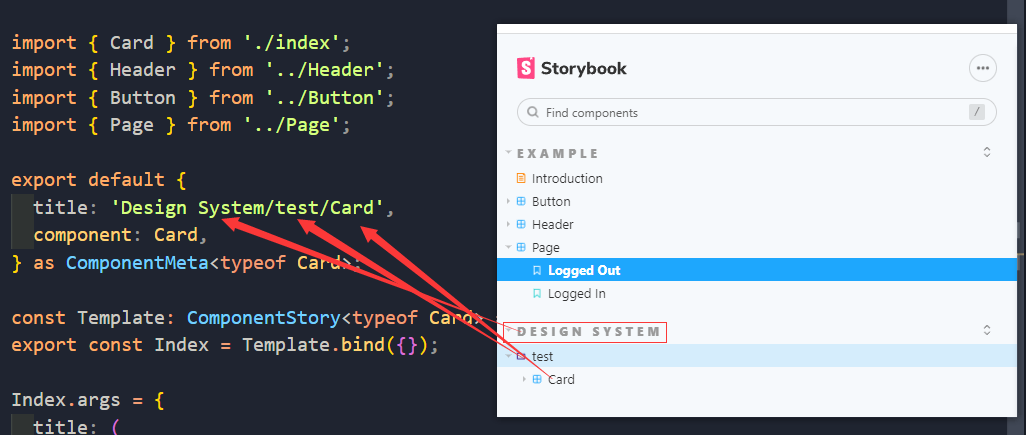 import { Card } from './index';
import { Header } from '../Header';
import { Button } from '../Button';
import { Page } from '../Page';
export default {
title: 'Design System/test/Card',
component: Card,
} as ComponentMeta<typeof Card>;
const Template: ComponentStory<typeof Card>
export const Index = Template.bind({});
Index.args = {
title: (
Storybook
Find components
/
EXAMPLE
Introduction
Button
Header
Page
Logged Out
Logged In
DESIGN SYSTEM
test
Card